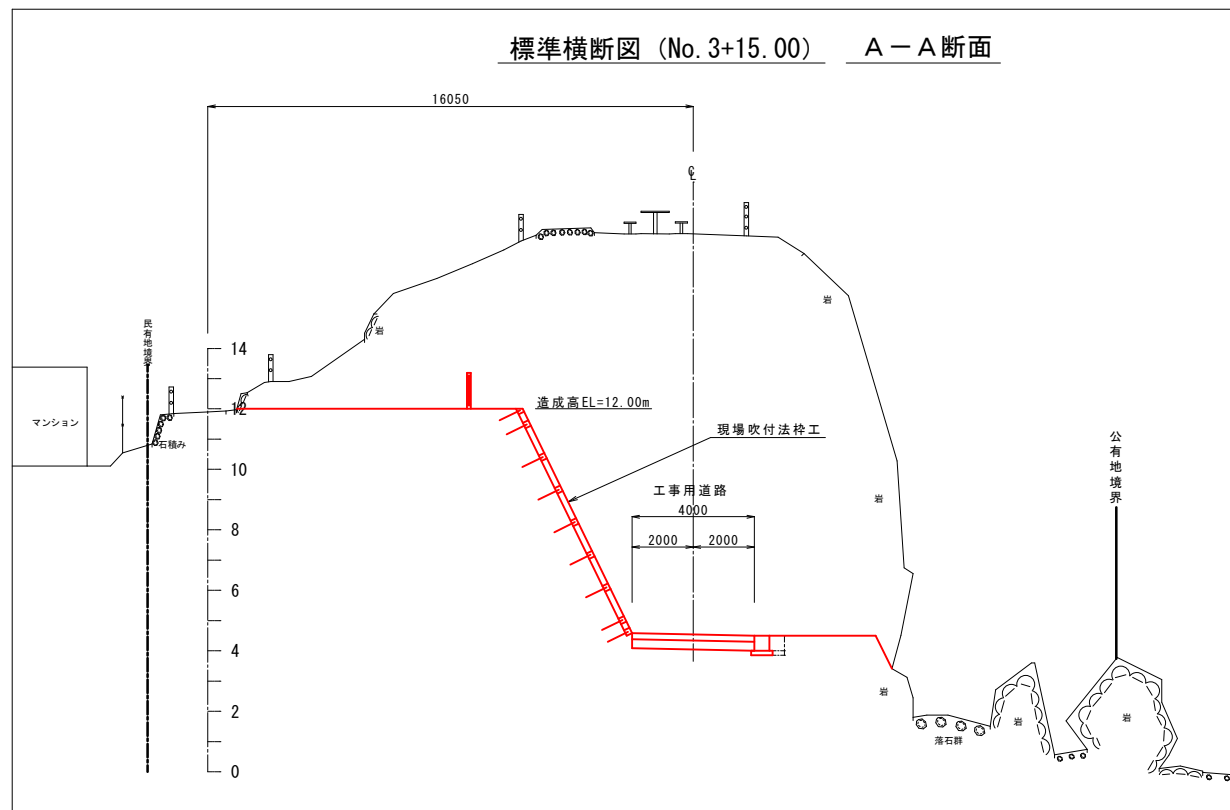 標準横断図 (No.3+15.00) A－A断面
16050
℄
岩
民有地境界
岩
14
12
造成高EL=12.00m
マンション
石積み
現場吹付法枠工
公有地境界
10
工事用道路
岩
4000
8
2000 2000
6
4
岩
2
岩
岩
落石群
0